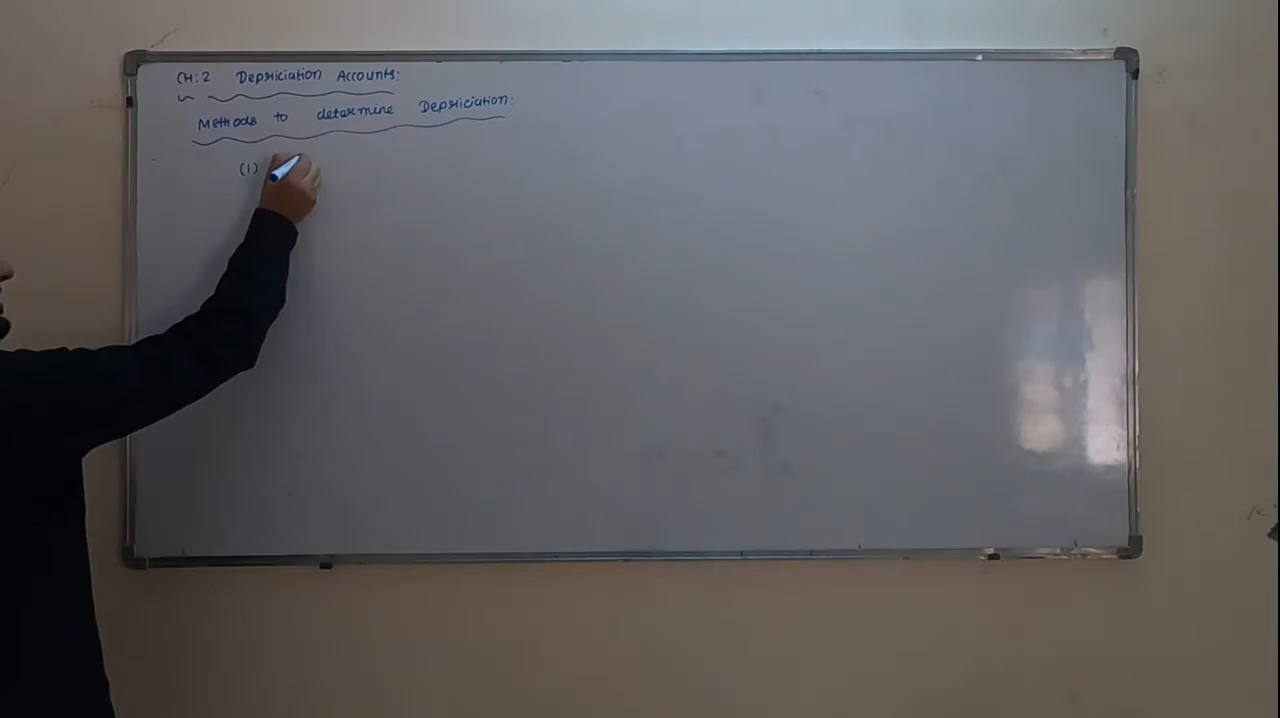 CH: 2 Depriciation Accounts:
Methods to determine Depriciation:
(1)